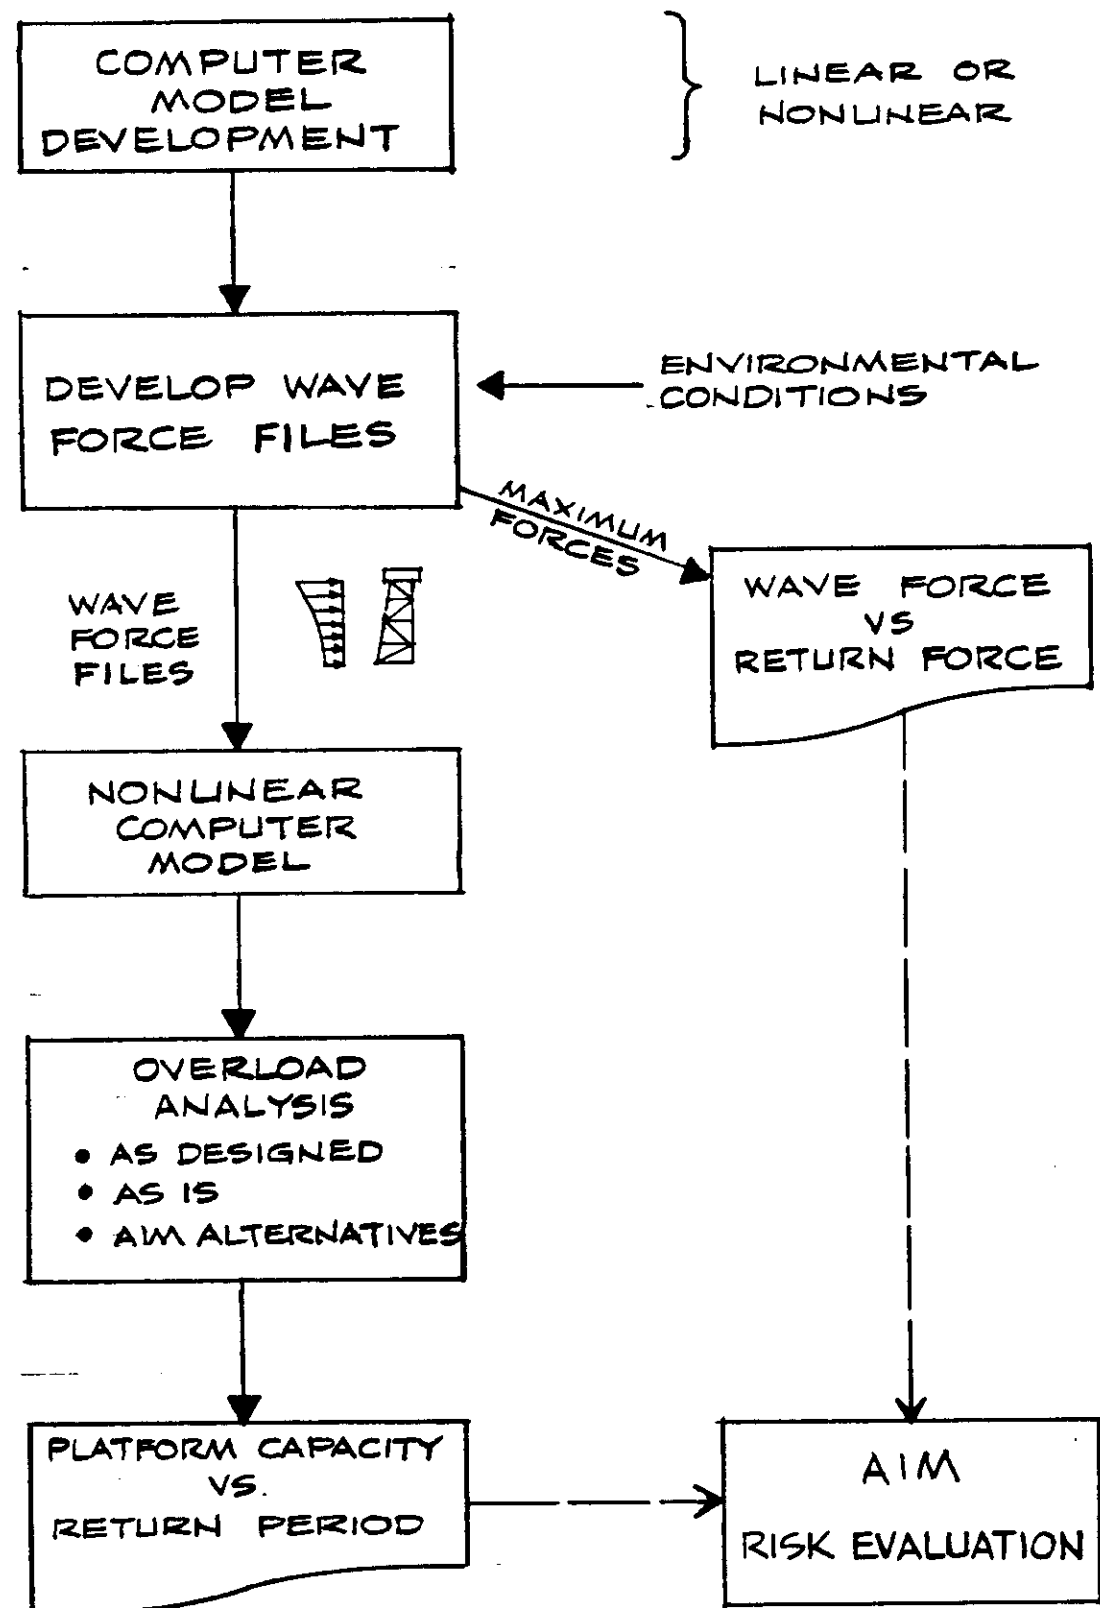 COMPUTER
MODEL
DEVELOPMENT
LINEAR OR
NONLINEAR
DEVELOP WAVE
FORCE FILES
ENVIRONMENTAL
CONDITIONS
MAXIMUM
FORCES
WAVE
FORCE
FILES
WAVE FORCE
VS
RETURN FORCE
NONLINEAR
COMPUTER
MODEL
OVERLOAD
ANALYSIS
• AS DESIGNED
• AS IS
• AIM ALTERNATIVES
PLATFORM CAPACITY
VS.
RETURN PERIOD
AIM
RISK EVALUATION